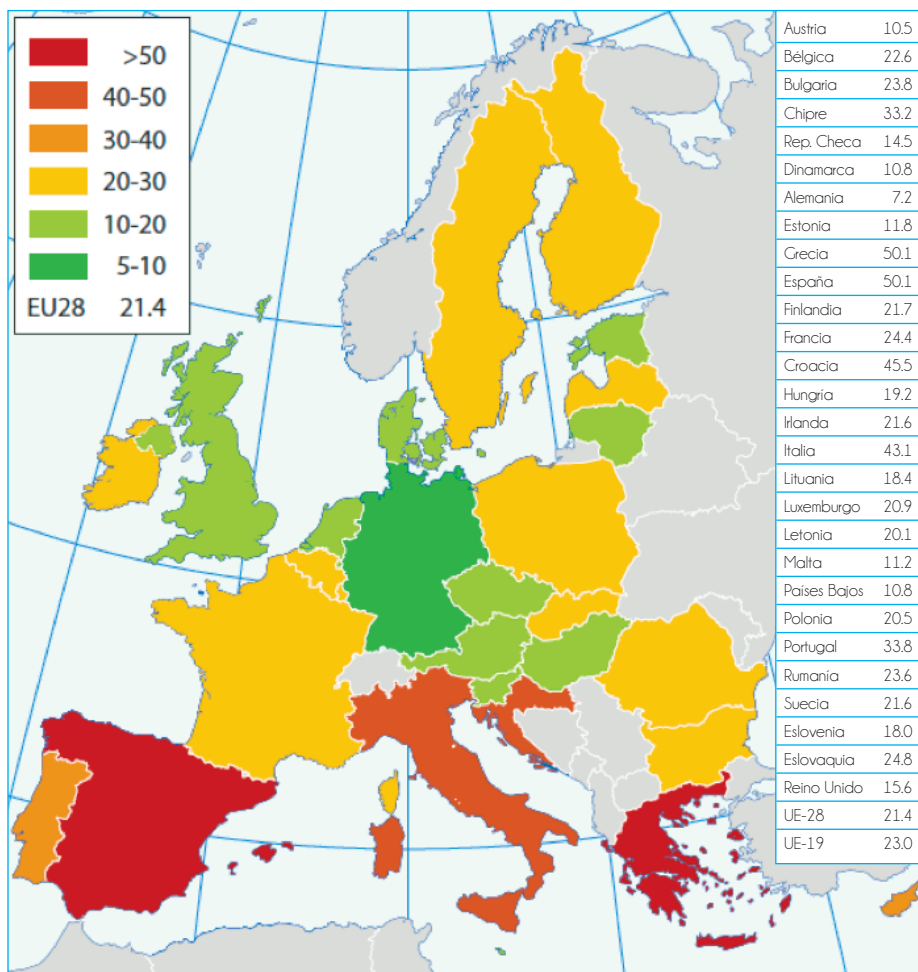 >50
40-50
30-40
20-30
10-20
5-10
EU28 21.4
Austria 10.5
Bélgica 22.6
Bulgaria 23.8
Chipre 33.2
Rep. Checa 14.5
Dinamarca 10.8
Alemania 7.2
Estonia 11.8
Grecia 50.1
España 50.1
Finlandia 21.7
Francia 24.4
Croacia 45.5
Hungría 19.2
Irlanda 21.6
Italia 43.1
Lituania 18.4
Luxemburgo 20.9
Letonia 20.1
Malta 11.2
Países Bajos 10.8
Polonia 20.5
Portugal 33.8
Rumania 23.6
Suecia 21.6
Eslovenia 18.0
Eslovaquia 24.8
Reino Unido 15.6
UE-28 21.4
UE-19 23.0